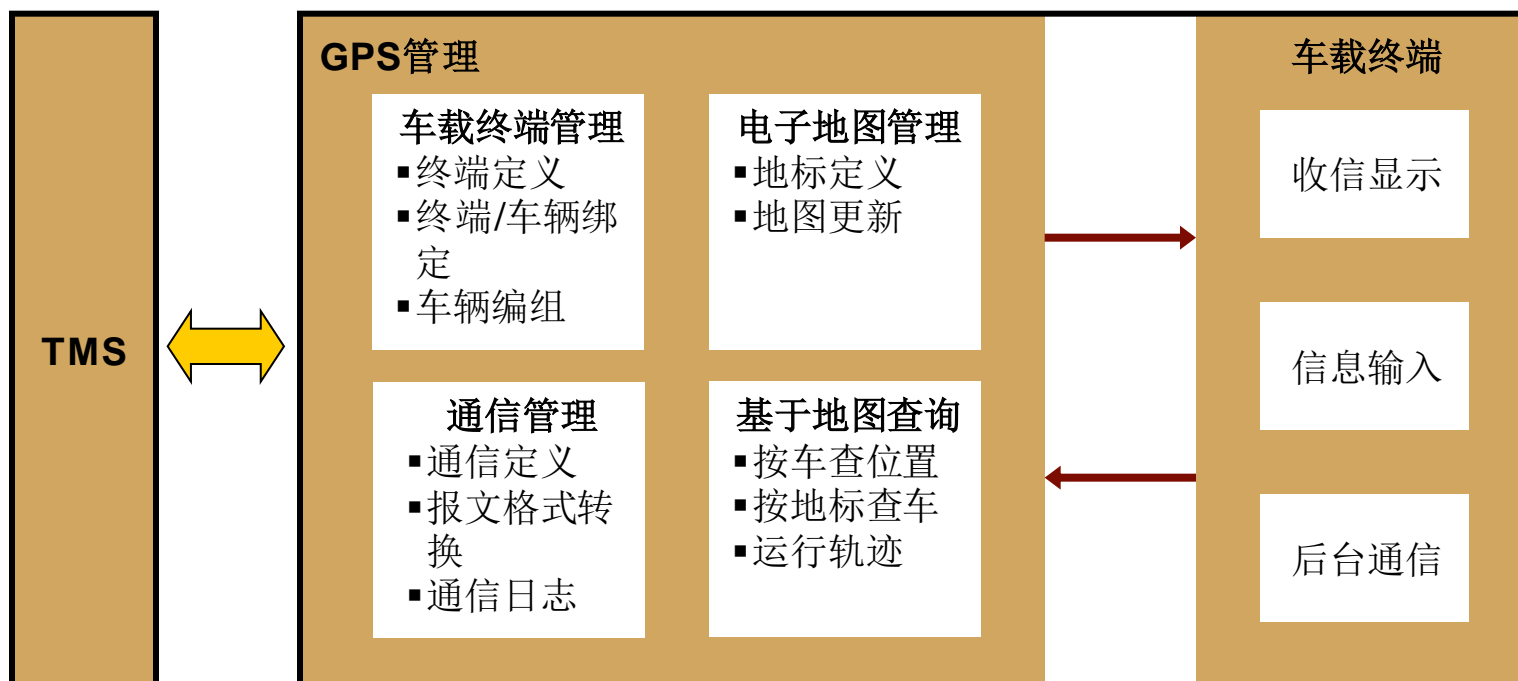 TMS
GPS管理
车载终端管理
▪终端定义
▪终端/车辆绑
定
▪车辆编组
电子地图管理
▪地标定义
▪地图更新
通信管理
▪通信定义
▪报文格式转
换
▪通信日志
基于地图查询
▪按车查位置
▪按地标查车
▪运行轨迹
车载终端
收信显示
信息输入
后台通信